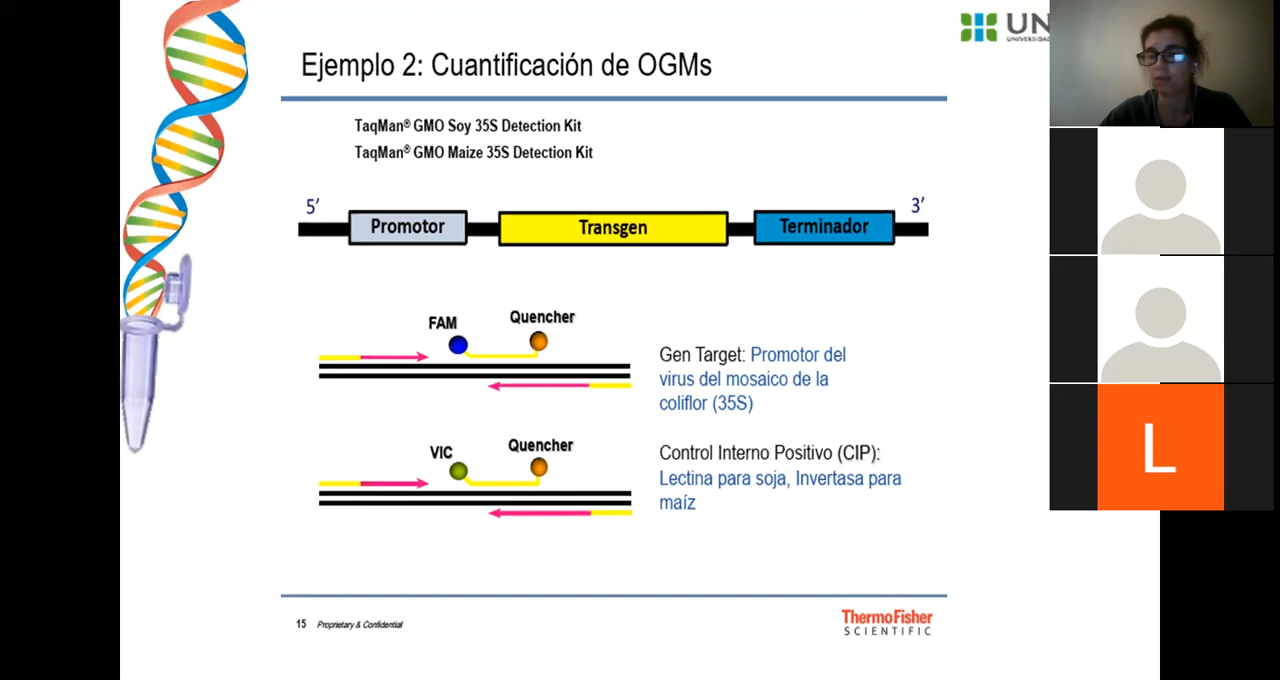 UN
UNIVERSIDAD
Ejemplo 2: Cuantificación de OGMs
TaqMan® GMO Soy 35S Detection Kit
TaqMan® GMO Maize 35S Detection Kit
5’
3’
Promotor
Transgen
Terminador
FAM
Quencher
Gen Target: Promotor del
virus del mosaico de la
coliflor (35S)
VIC
Quencher
Control Interno Positivo (CIP):
Lectina para soja, Invertasa para
maíz
15 Proprietary & Confidential
ThermoFisher
SCIENTIFIC
L